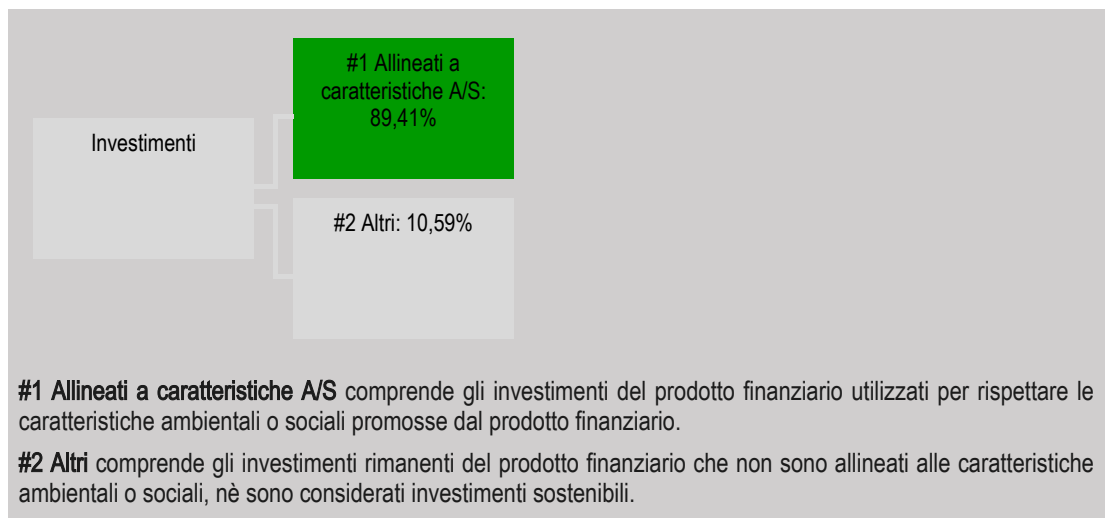 #1 Allineati a
caratteristiche A/S:
89,41%
Investimenti
#2 Altri: 10,59%
#1 Allineati a caratteristiche A/S comprende gli investimenti del prodotto finanziario utilizzati per rispettare le
caratteristiche ambientali o sociali promosse dal prodotto finanziario.
#2 Altri comprende gli investimenti rimanenti del prodotto finanziario che non sono allineati alle caratteristiche
ambientali o sociali, nè sono considerati investimenti sostenibili.